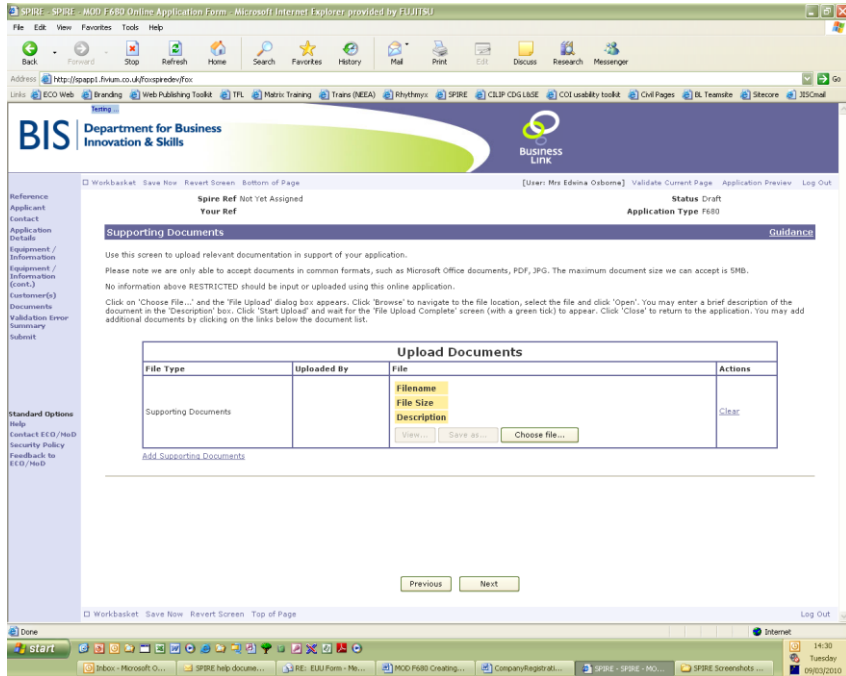 SPIRE - SPIRE - MOD F680 Online Application Form - Microsoft Internet Explorer provided by FUJITSU
File Edit View Favorites Tools Help
Back Forward Stop Refresh Home Search Favorites History Mail Print Edit Discuss Research Messenger
Address http://spapp1.fivium.co.uk/foxspiredev/fox Go
Links ECO Web Branding Web Publishing Toolkit TFL Matrix Training Trains (NEEA) Rhythmyx SPIRE CILIP CDG L&SE COI usability toolkit Civil Pages BL Teamsite Sitecore JISCmail
Testing ...
BIS Department for Business
Innovation & Skills
Business
Link
Workbasket Save Now Revert Screen Bottom of Page [User: Mrs Edwina Osborne] Validate Current Page Application Preview Log Out
Reference
Applicant
Contact
Application
Details
Equipment /
Information
Equipment /
Information
(cont.)
Customer(s)
Documents
Validation Error
Summary
Submit
Standard Options
Help
Contact ECO/MoD
Security Policy
Feedback to
ECO/MoD
Spire Ref Not Yet Assigned Status Draft
Your Ref Application Type F680
Supporting Documents Guidance
Use this screen to upload relevant documentation in support of your application.
Please note we are only able to accept documents in common formats, such as Microsoft Office documents, PDF, JPG. The maximum document size we can accept is 5MB.
No information above RESTRICTED should be input or uploaded using this online application.
Click on 'Choose File...' and the 'File Upload' dialog box appears. Click 'Browse' to navigate to the file location, select the file and click 'Open'. You may enter a brief description of the
document in the 'Description' box. Click 'Start Upload' and wait for the 'File Upload Complete' screen (with a green tick) to appear. Click 'Close' to return to the application. You may add
additional documents by clicking on the links below the document list.
Upload Documents
File Type Uploaded By File Actions
Filename
File Size
Supporting Documents Clear
Description
View... Save as... Choose file...
Add Supporting Documents
Previous Next
Workbasket Save Now Revert Screen Top of Page Log Out
Done Internet
start 14:30
Tuesday
Inbox - Microsoft O... SPIRE help docume... RE: EUU Form - Me... MOD F680 Creating... CompanyRegistrati... SPIRE - SPIRE - MO... SPIRE Screenshots ... 09/03/2010